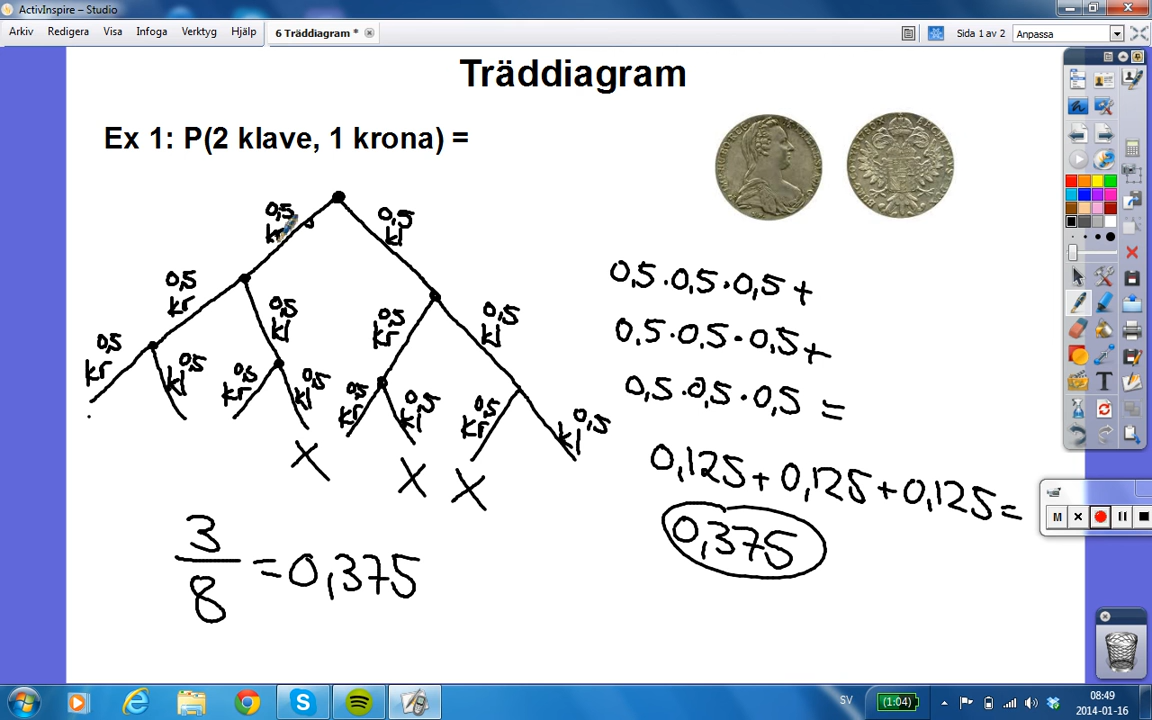 ActivInspire – Studio
Arkiv Redigera Visa Infoga Verktyg Hjälp 6 Träddiagram * Sida 1 av 2 Anpassa
Träddiagram
Ex 1: P(2 klave, 1 krona) =
0,5 0,5
kr kl
0,5 0,5 0,5 0,5
kr kl kr kl
0,5 0,5 0,5 0,5 0,5 0,5 0,5 0,5
kr kl kr kl kr kl kr kl
X X X
3
8
= 0,375
0,5 · 0,5 · 0,5 +
0,5 · 0,5 · 0,5 +
0,5 · 0,5 · 0,5 =
0,125 + 0,125 + 0,125 =
0,375
M
T
SV (1:04) 08:49
2014-01-16